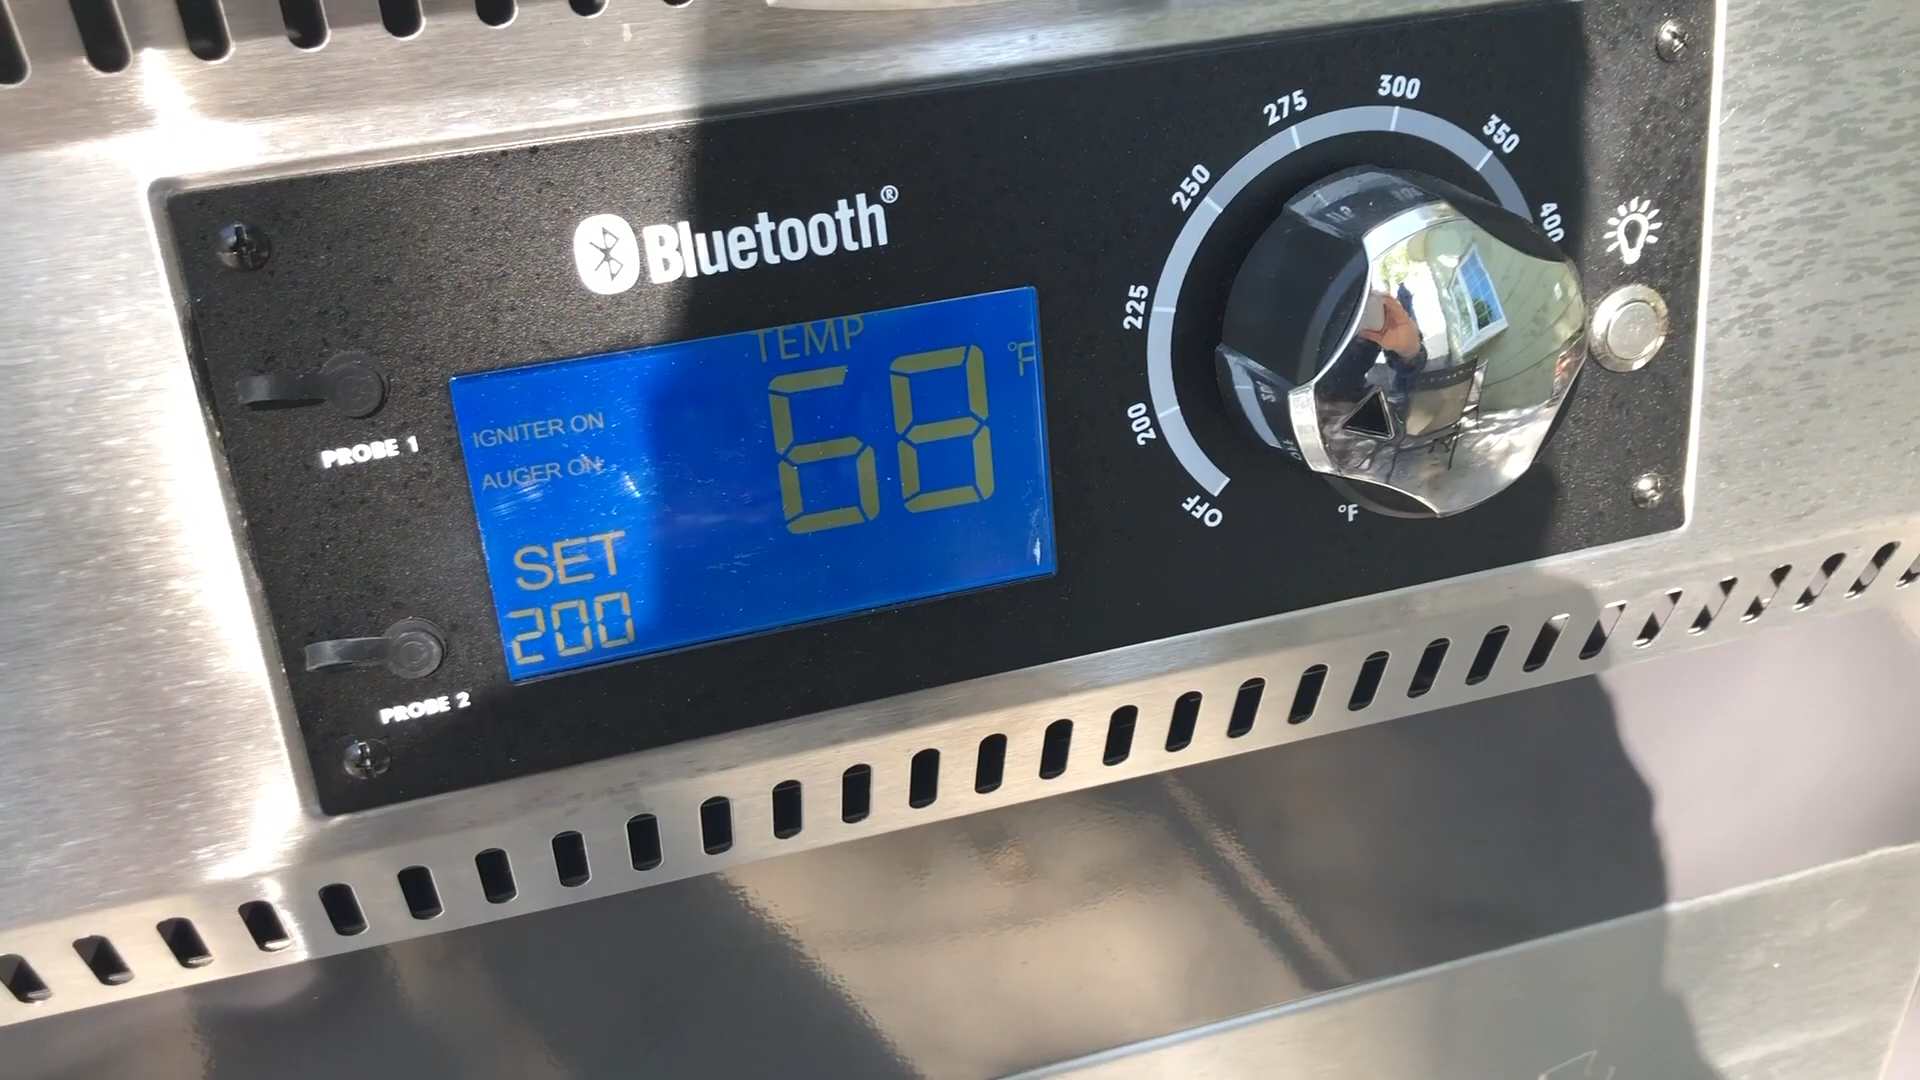 Bluetooth®
TEMP
68 °F
IGNITER ON
AUGER ON
SET
200
PROBE 1
PROBE 2
OFF
200
225
250
275
300
350
400
°F